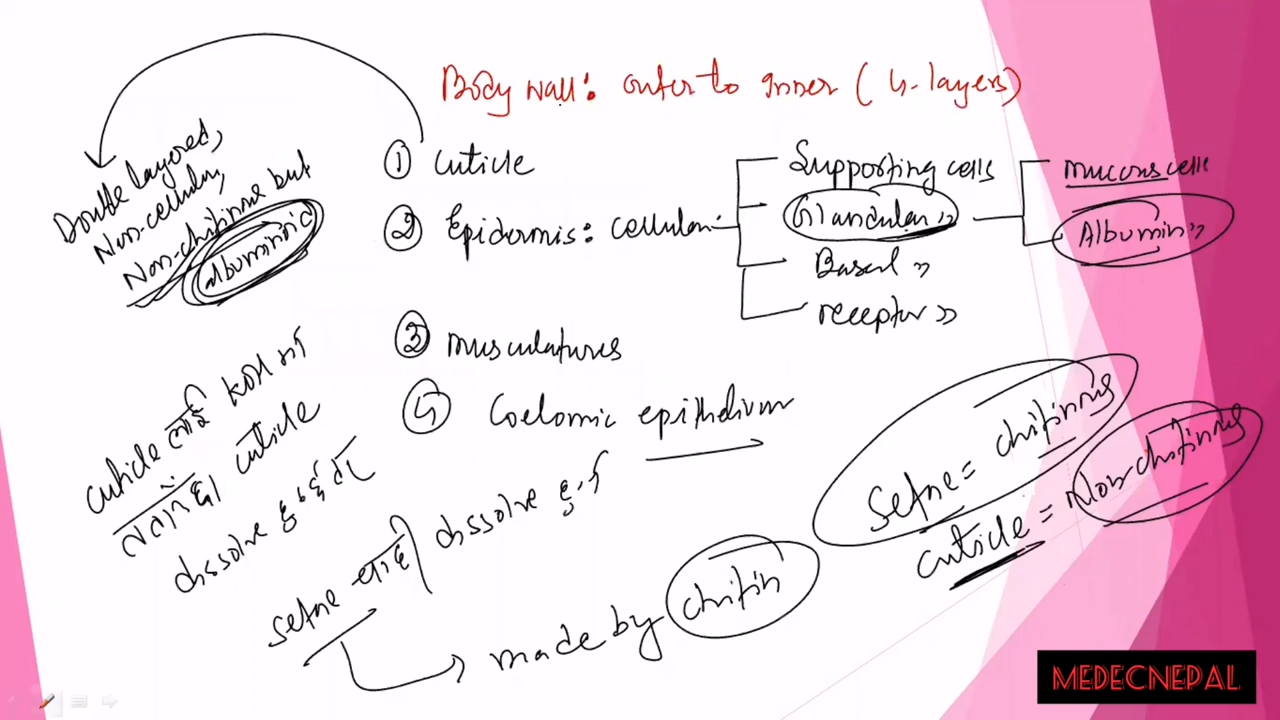 Body wall: outer to inner (4-layers)
① cuticle
② Epidermis: cellular
Supporting cells
Glandular "
Basal "
receptor "
mucous cells
Albumin "
③ musculatures
④ Coelomic epithelium
Double layered,
Non-cellular,
Non-chitinous but
albuminoid
cuticle लाई
cuticle
dissolve
setae लाई dissolve
made by chitin
Setae = chitinous
cuticle = Non-chitinous
MEDECNEPAL